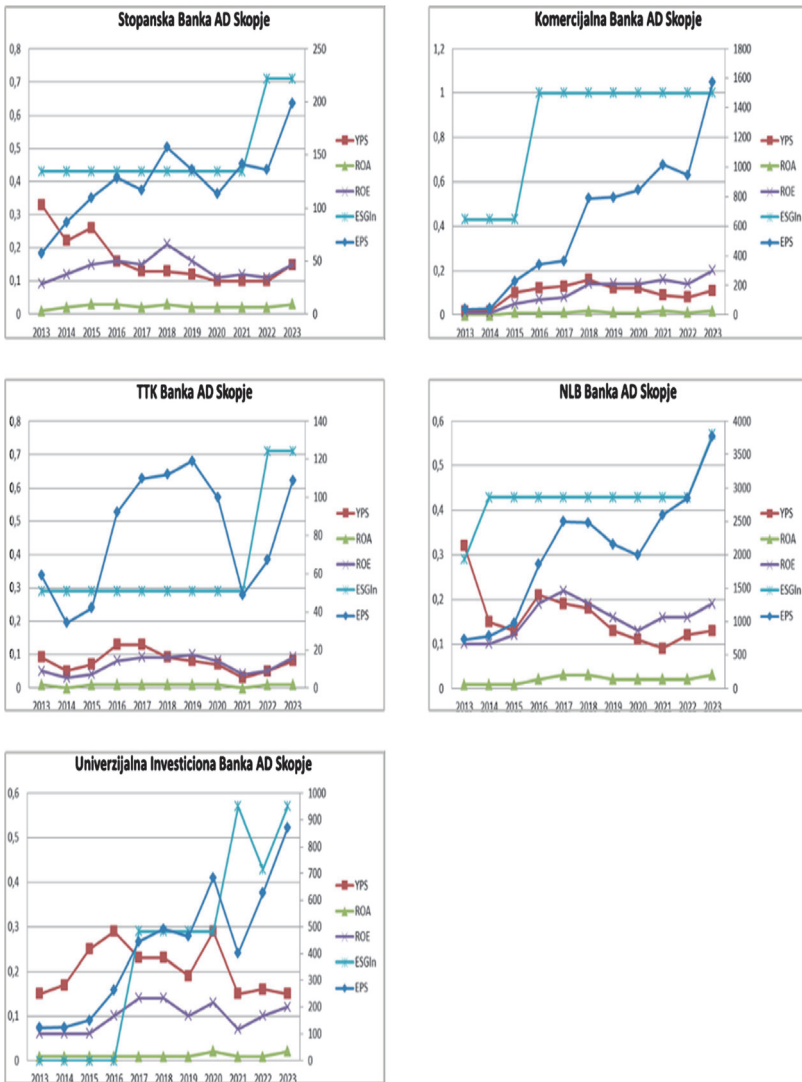 Stopanska Banka AD Skopje
0,8
0,7
0,6
0,5
0,4
0,3
0,2
0,1
0
250
200
150
100
50
0
2013 2014 2015 2016 2017 2018 2019 2020 2021 2022 2023
YPS
ROA
ROE
ESGIn
EPS
Komercijalna Banka AD Skopje
1,2
1
0,8
0,6
0,4
0,2
0
1800
1600
1400
1200
1000
800
600
400
200
0
2013 2014 2015 2016 2017 2018 2019 2020 2021 2022 2023
YPS
ROA
ROE
ESGIn
EPS
TTK Banka AD Skopje
0,8
0,7
0,6
0,5
0,4
0,3
0,2
0,1
0
140
120
100
80
60
40
20
0
2013 2014 2015 2016 2017 2018 2019 2020 2021 2022 2023
YPS
ROA
ROE
ESGIn
EPS
NLB Banka AD Skopje
0,6
0,5
0,4
0,3
0,2
0,1
0
4000
3500
3000
2500
2000
1500
1000
500
0
2013 2014 2015 2016 2017 2018 2019 2020 2021 2022 2023
YPS
ROA
ROE
ESGIn
EPS
Univerzijalna Investiciona Banka AD Skopje
0,6
0,5
0,4
0,3
0,2
0,1
0
1000
900
800
700
600
500
400
300
200
100
0
2013 2014 2015 2016 2017 2018 2019 2020 2021 2022 2023
YPS
ROA
ROE
ESGIn
EPS